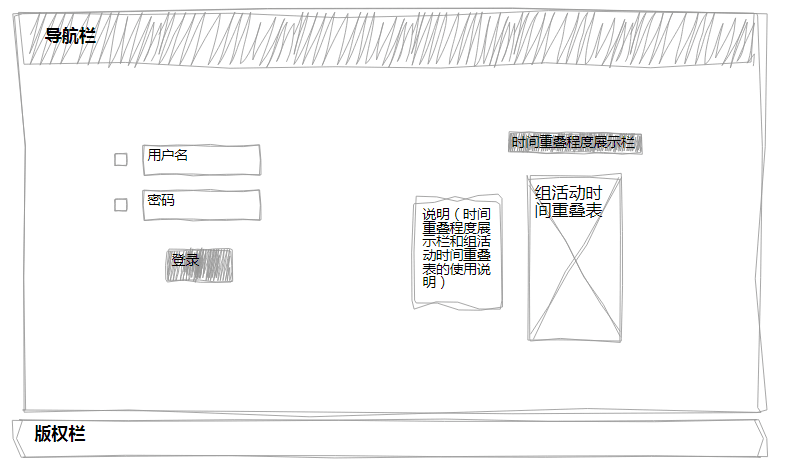 导航栏
用户名
密码
登录
时间重叠程度展示栏
说明（时间
重叠程度展
示栏和组活
动时间重叠
表的使用说
明）
组活动时
间重叠表
版权栏